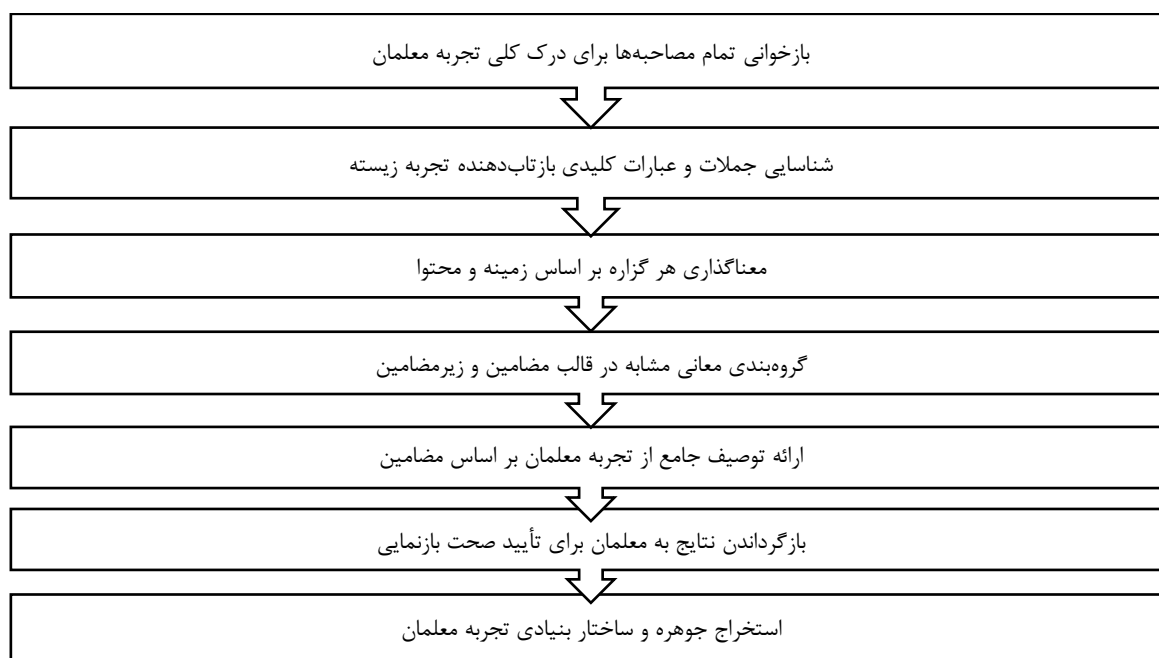 بازخوانی تمام مصاحبه‌ها برای درک کلی تجربه معلمان
شناسایی جملات و عبارات کلیدی بازتاب‌دهنده تجربه زیسته
معناگذاری هر گزاره بر اساس زمینه و محتوا
گروه‌بندی معانی مشابه در قالب مضامین و زیرمضامین
ارائه توصیف جامع از تجربه معلمان بر اساس مضامین
بازگرداندن نتایج به معلمان برای تأیید صحت بازنمایی
استخراج جوهره و ساختار بنیادی تجربه معلمان